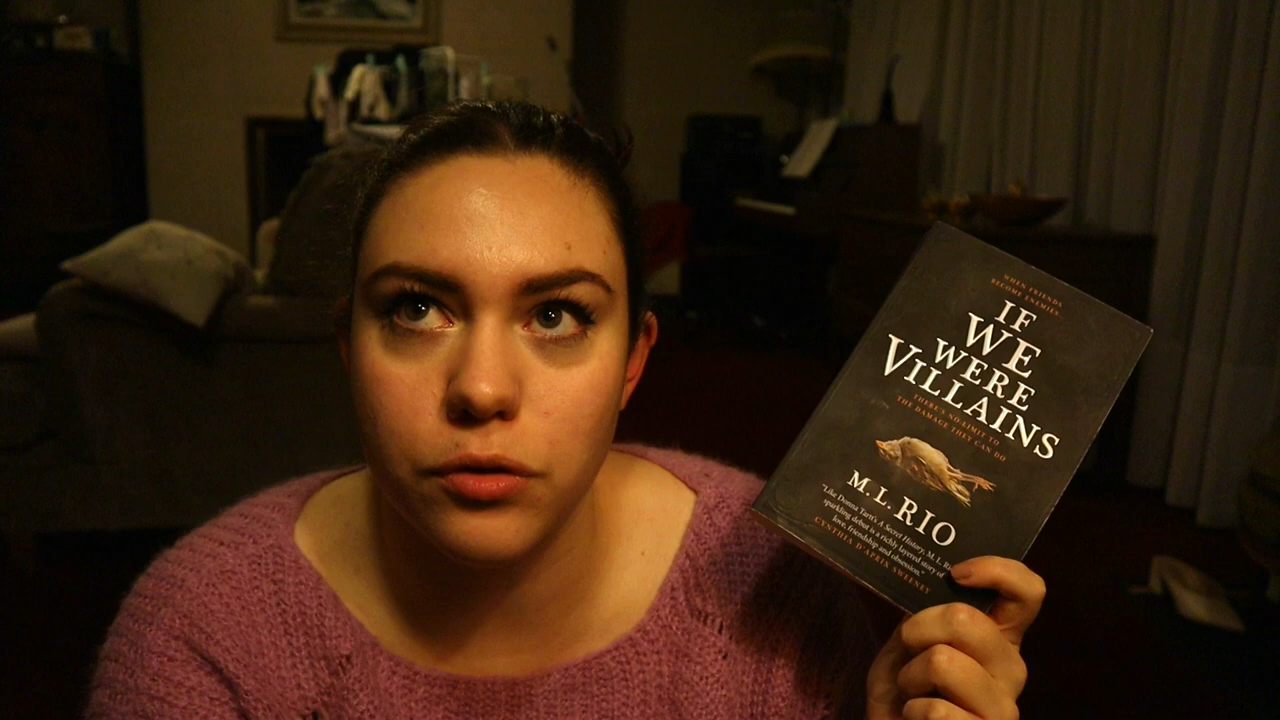 WHEN FRIENDS
BECOME ENEMIES...
IF
WE
WERE
VILLAINS
THERE'S NO LIMIT TO
THE DAMAGE THEY CAN DO
M. L. RIO
"Like Donna Tartt's A Secret History, M. L.
sparkling debut is a richly layered story of
love, friendship and obsession."
CYNTHIA D'APRIX SWEENEY